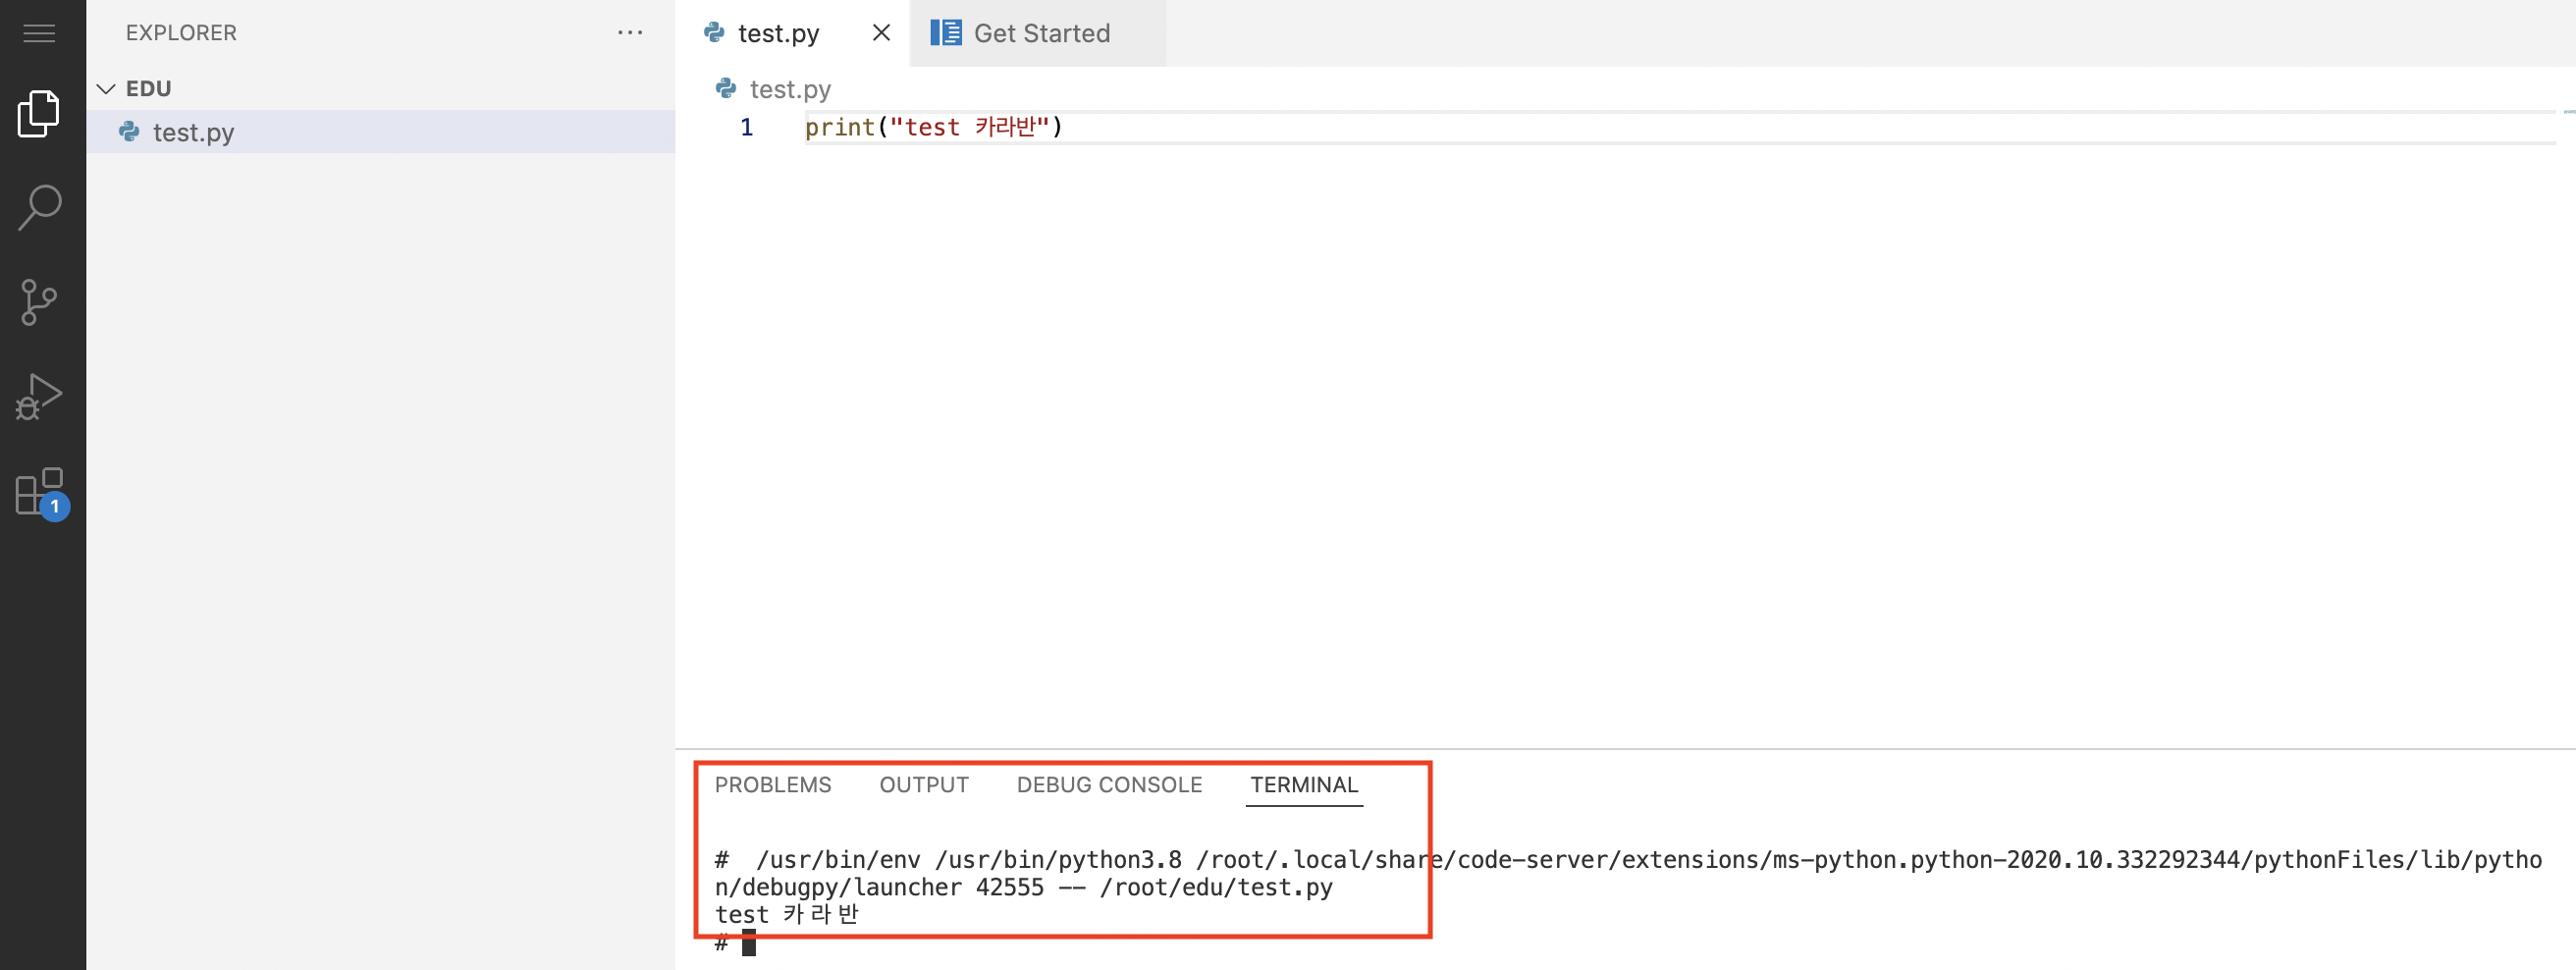 EXPLORER
EDU
test.py
test.py
Get Started
test.py
1 print("test 카라반")
1
PROBLEMS OUTPUT DEBUG CONSOLE TERMINAL
# /usr/bin/env /usr/bin/python3.8 /root/.local/share/code-server/extensions/ms-python.python-2020.10.332292344/pythonFiles/lib/pytho
n/debugpy/launcher 42555 -- /root/edu/test.py
test 카라반
#